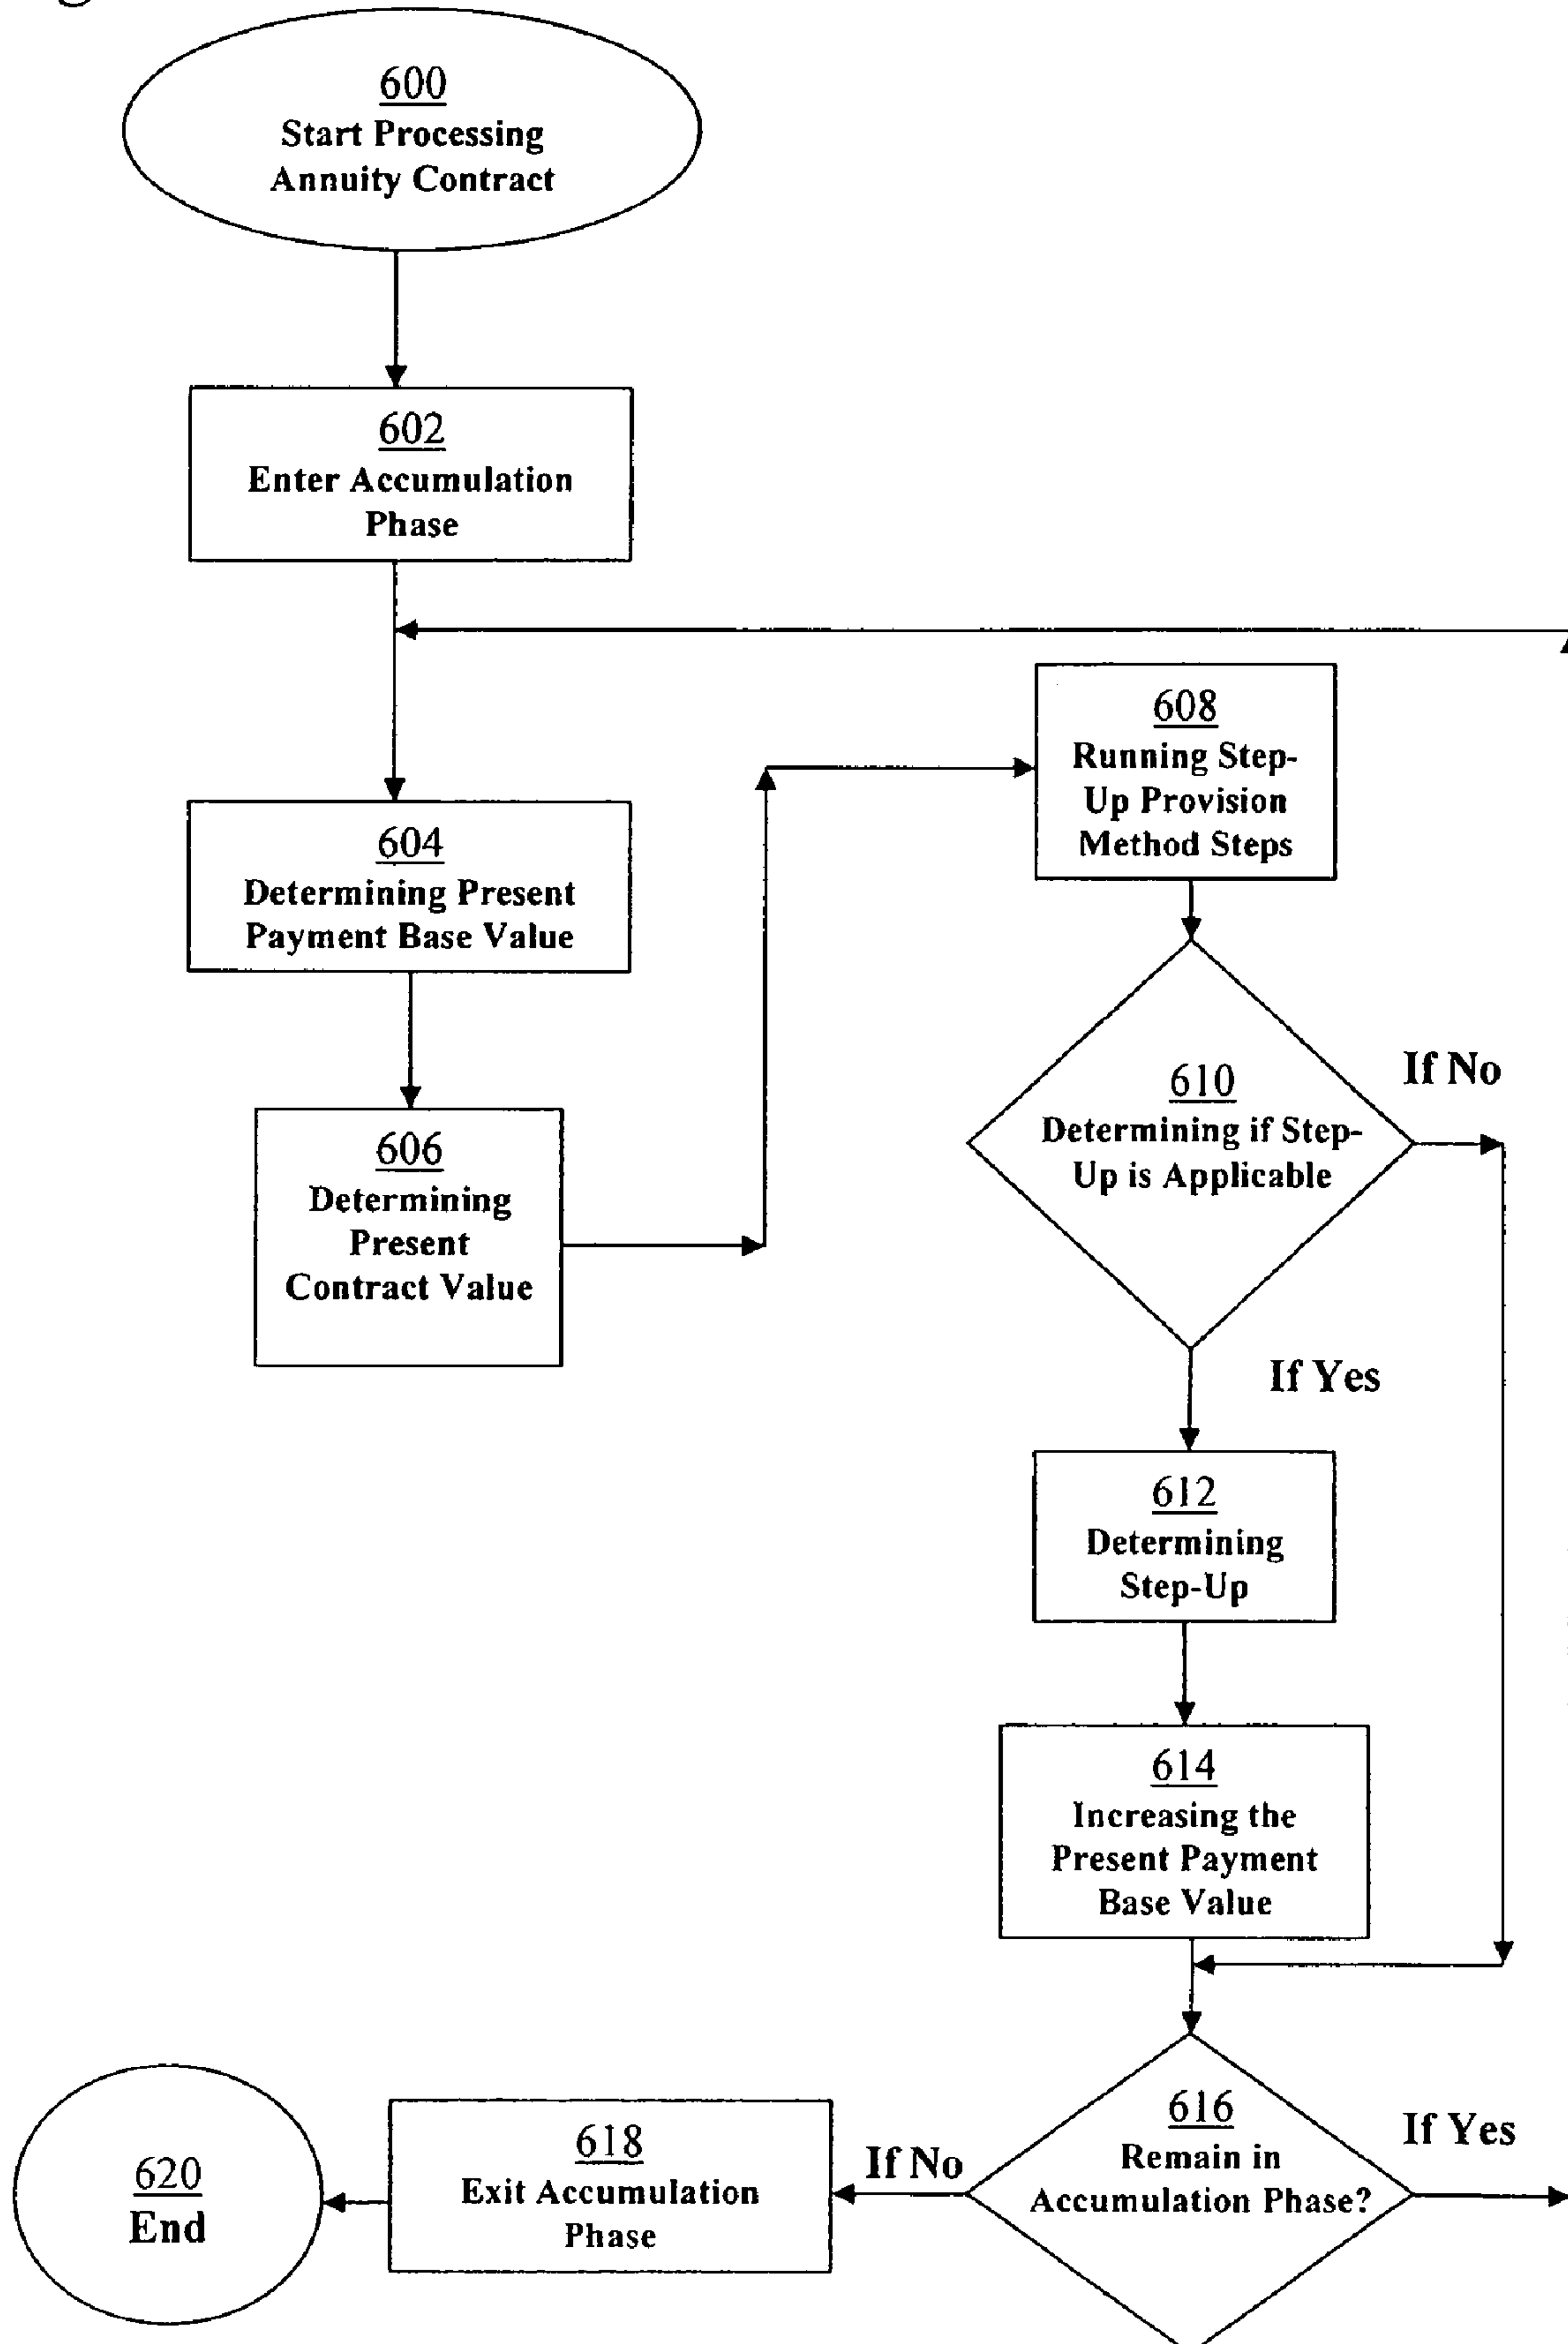 600
Start Processing
Annuity Contract
602
Enter Accumulation
Phase
604
Determining Present
Payment Base Value
606
Determining
Present
Contract Value
608
Running Step-
Up Provision
Method Steps
610
Determining if Step-
Up is Applicable
If No
If Yes
612
Determining
Step-Up
614
Increasing the
Present Payment
Base Value
616
Remain in
Accumulation Phase?
If Yes
If No
618
Exit Accumulation
Phase
620
End